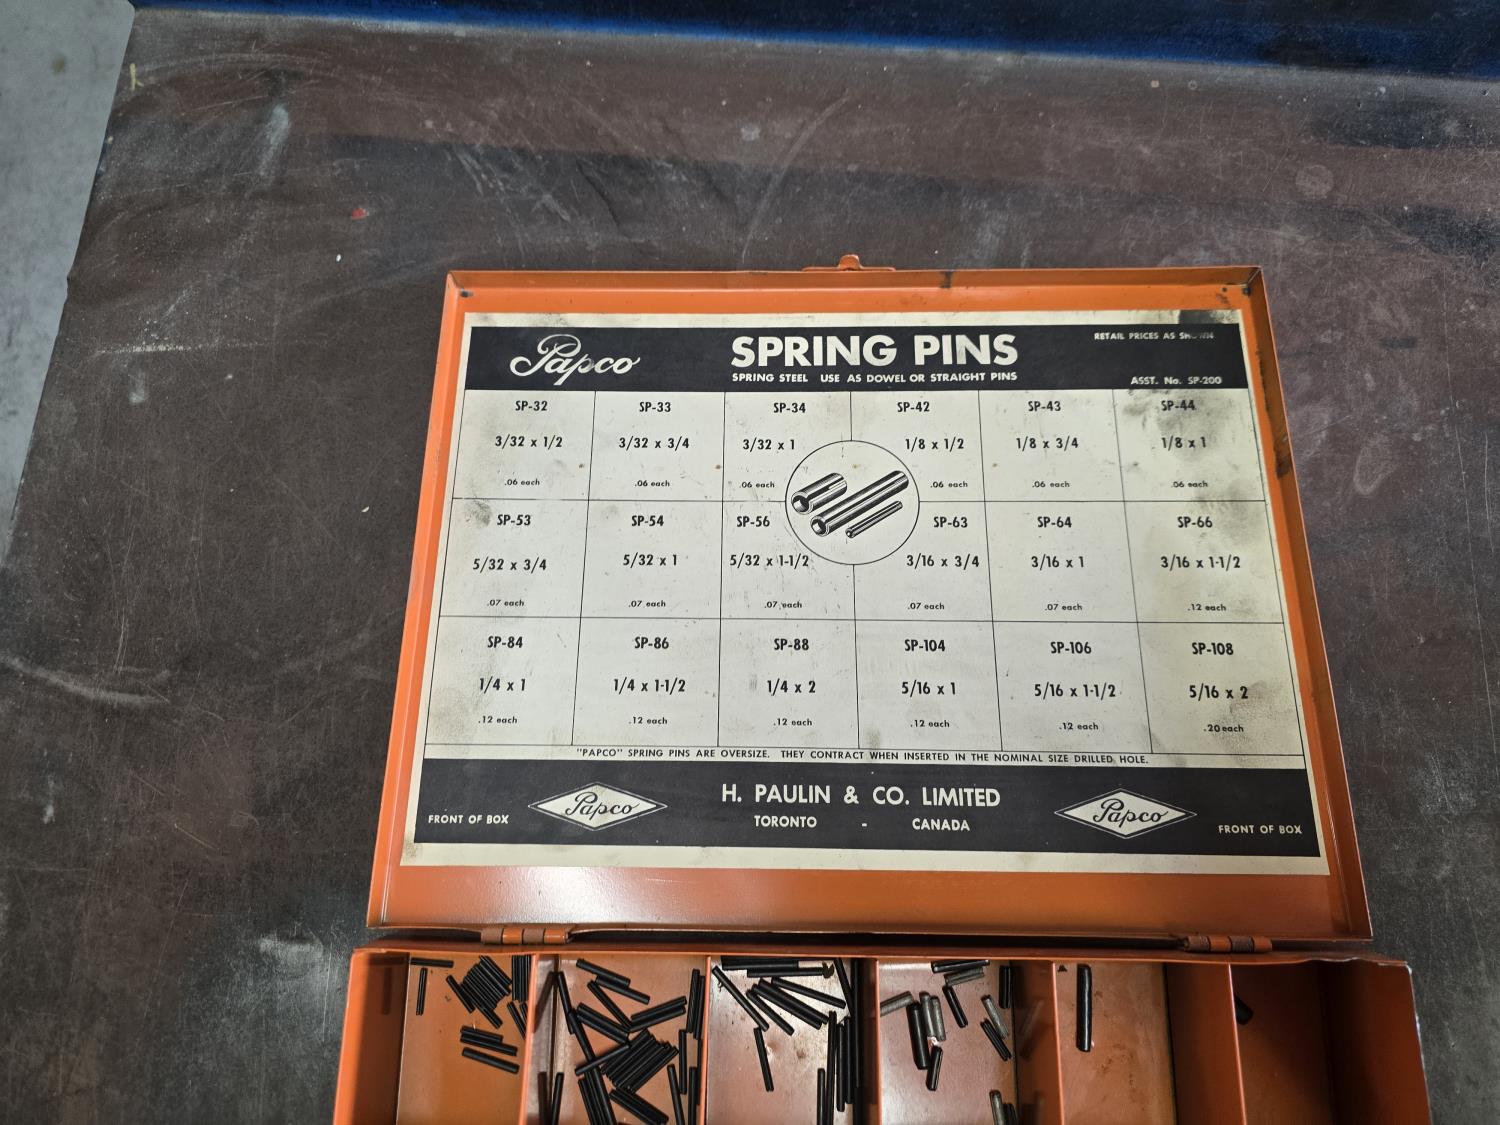 Papco
SPRING PINS
SPRING STEEL USE AS DOWEL OR STRAIGHT PINS
RETAIL PRICES AS SHOWN
ASST. No. SP-200
SP-32 SP-33 SP-34 SP-42 SP-43 SP-44
3/32 x 1/2 3/32 x 3/4 3/32 x 1 1/8 x 1/2 1/8 x 3/4 1/8 x 1
.06 each .06 each .06 each .06 each .06 each .06 each
SP-53 SP-54 SP-56 SP-63 SP-64 SP-66
5/32 x 3/4 5/32 x 1 5/32 x 1-1/2 3/16 x 3/4 3/16 x 1 3/16 x 1-1/2
.07 each .07 each .07 each .07 each .07 each .12 each
SP-84 SP-86 SP-88 SP-104 SP-106 SP-108
1/4 x 1 1/4 x 1-1/2 1/4 x 2 5/16 x 1 5/16 x 1-1/2 5/16 x 2
.12 each .12 each .12 each .12 each .12 each .20 each
"PAPCO" SPRING PINS ARE OVERSIZE. THEY CONTRACT WHEN INSERTED IN THE NOMINAL SIZE DRILLED HOLE.
FRONT OF BOX
Papco
H. PAULIN & CO. LIMITED
TORONTO - CANADA
Papco
FRONT OF BOX